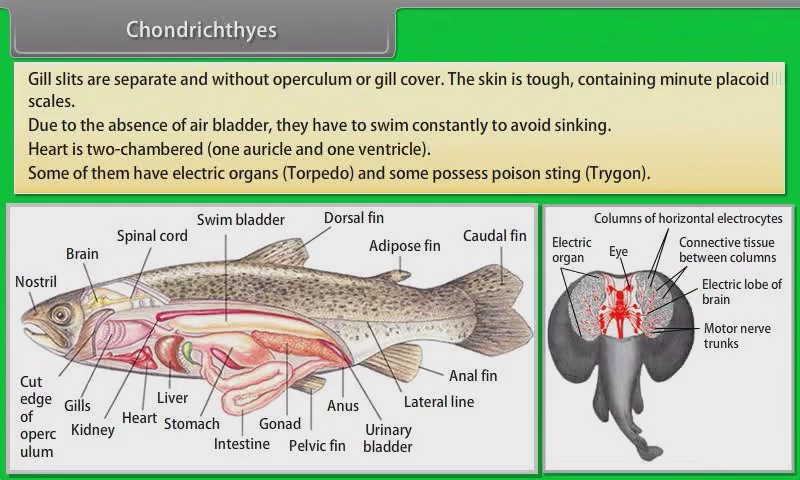 Chondrichthyes
Gill slits are separate and without operculum or gill cover. The skin is tough, containing minute placoid
scales.
Due to the absence of air bladder, they have to swim constantly to avoid sinking.
Heart is two-chambered (one auricle and one ventricle).
Some of them have electric organs (Torpedo) and some possess poison sting (Trygon).
Nostril
Brain
Spinal cord
Swim bladder
Dorsal fin
Adipose fin
Caudal fin
Cut
edge
of
operc
ulum
Gills
Kidney
Heart
Liver
Stomach
Intestine
Gonad
Pelvic fin
Anus
Urinary
bladder
Lateral line
Anal fin
Columns of horizontal electrocytes
Electric
organ
Eye
Connective tissue
between columns
Electric lobe of
brain
Motor nerve
trunks